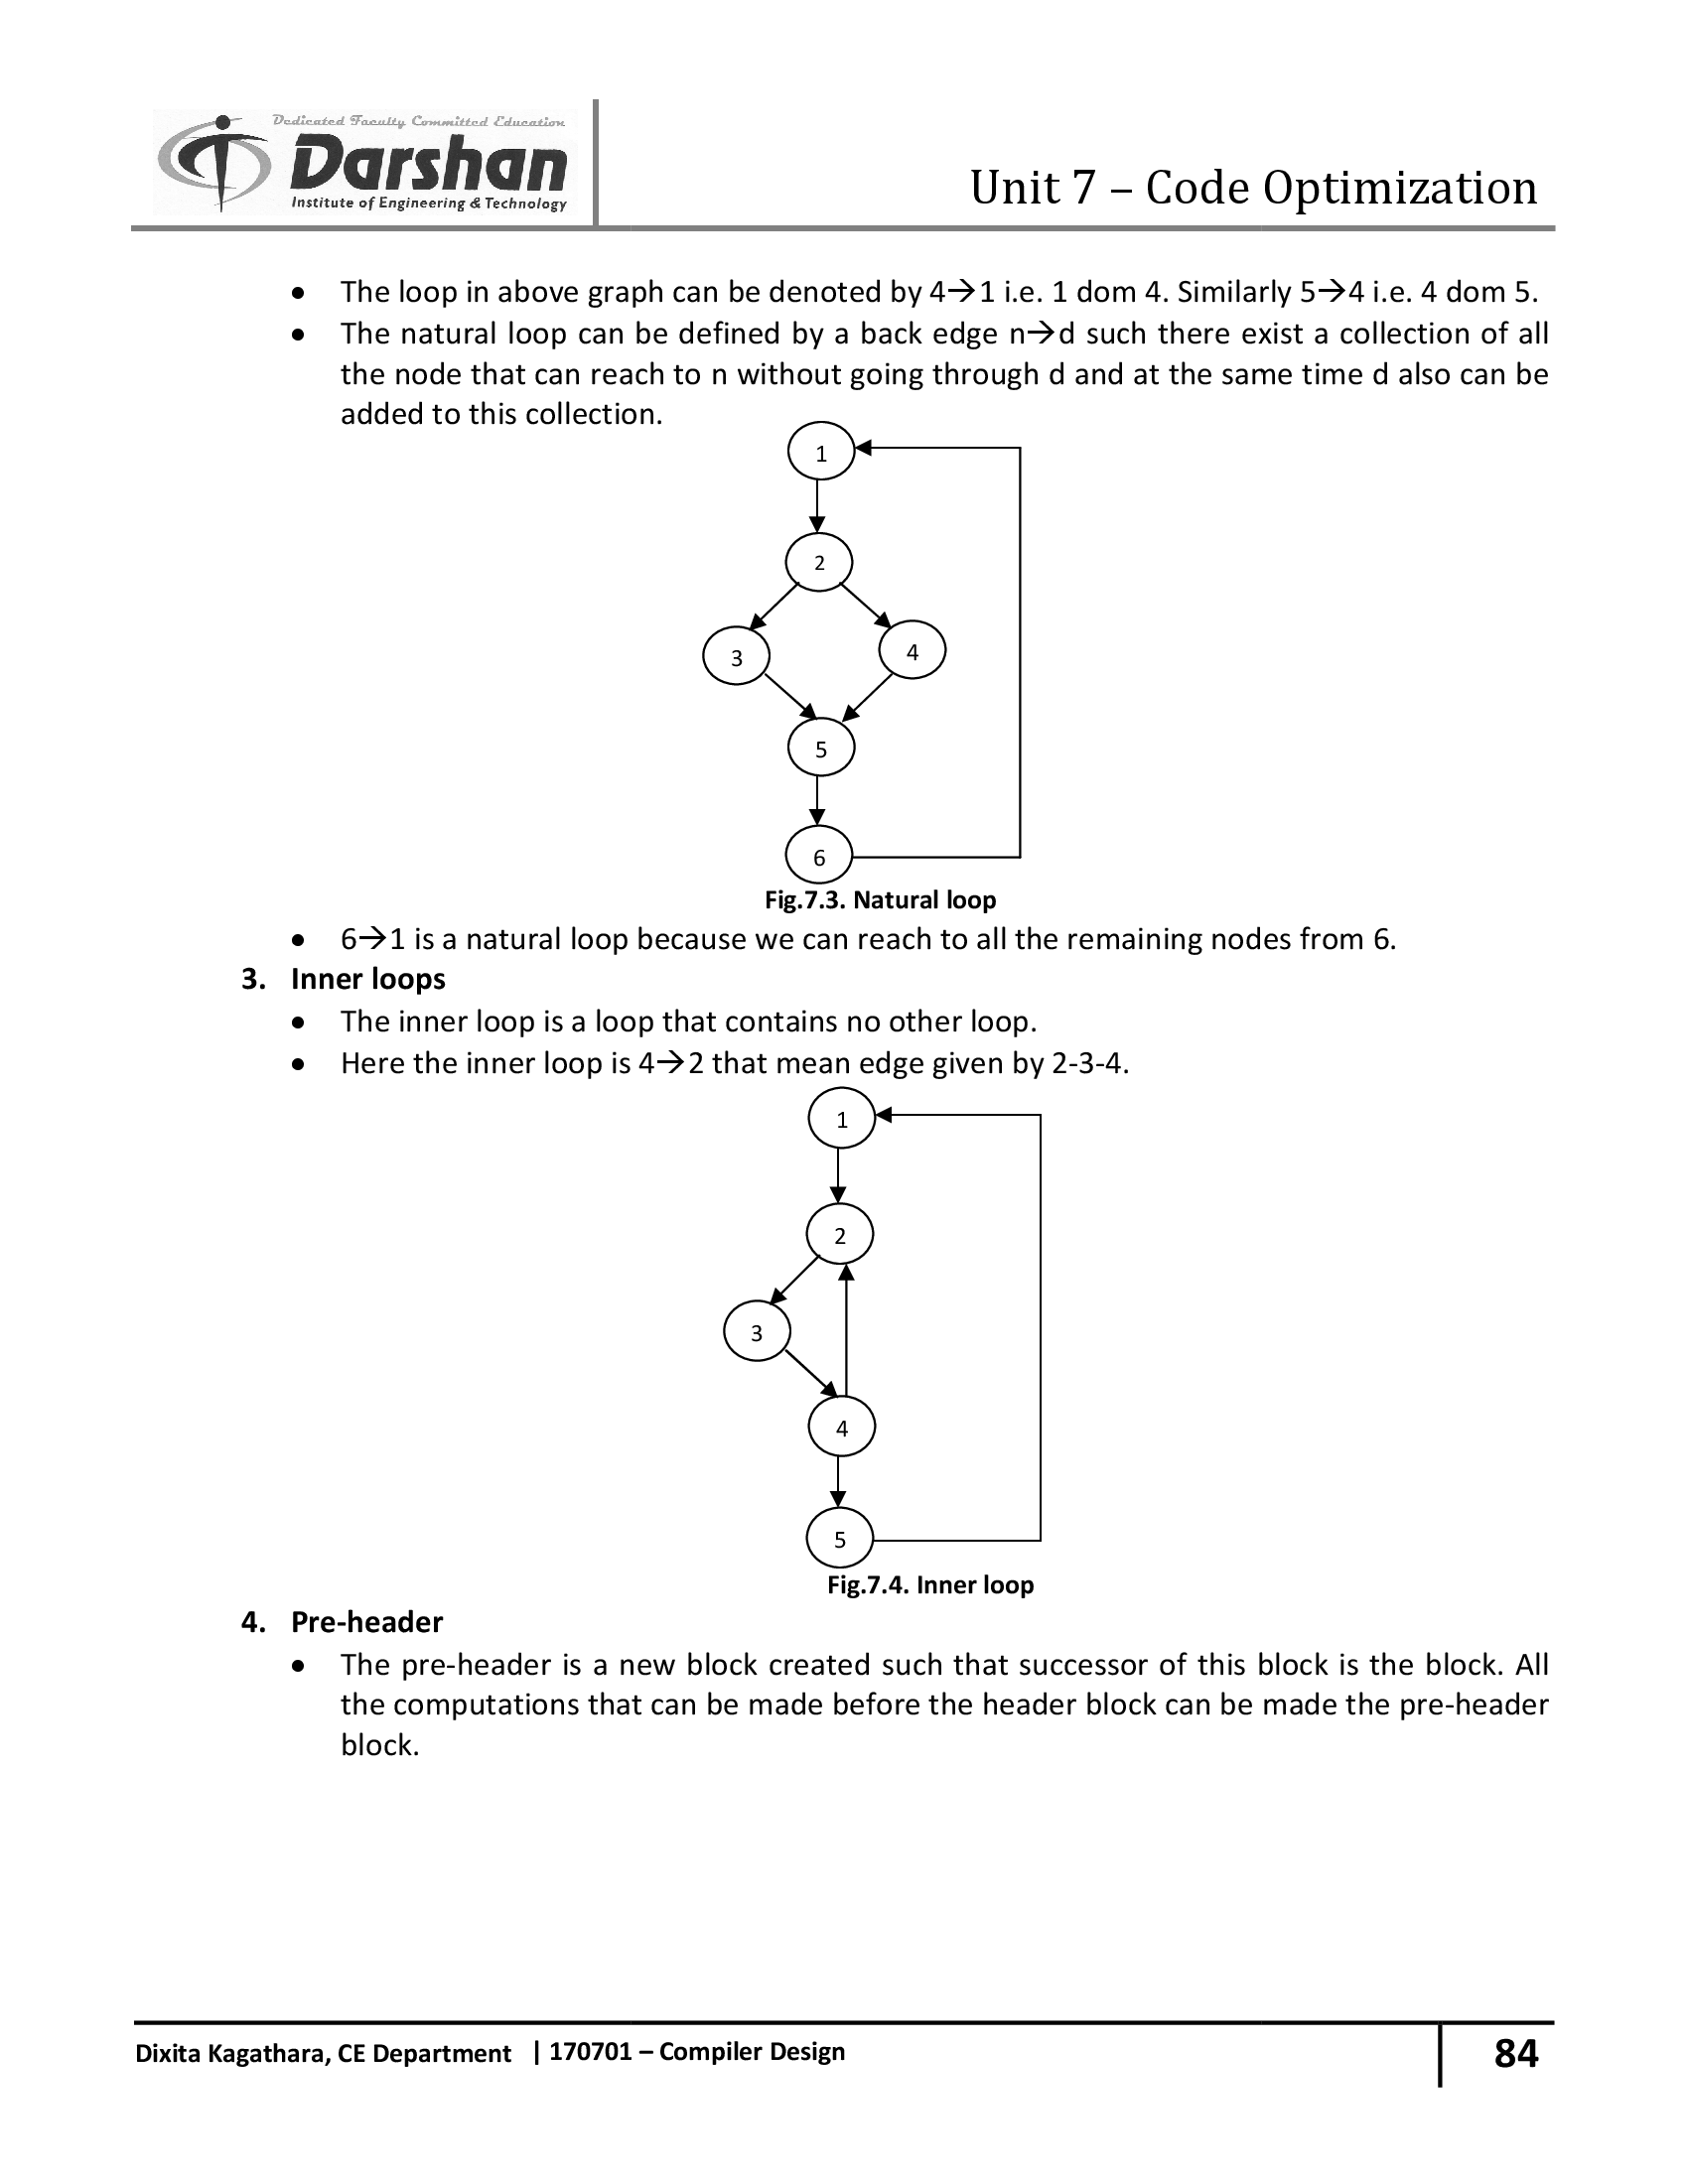 Dedicated Faculty Committed Education
Darshan
Institute of Engineering & Technology
Unit 7 – Code Optimization
• The loop in above graph can be denoted by 4→1 i.e. 1 dom 4. Similarly 5→4 i.e. 4 dom 5.
• The natural loop can be defined by a back edge n→d such there exist a collection of all
the node that can reach to n without going through d and at the same time d also can be
added to this collection.
1
2
3
4
5
6
Fig.7.3. Natural loop
• 6→1 is a natural loop because we can reach to all the remaining nodes from 6.
3. Inner loops
• The inner loop is a loop that contains no other loop.
• Here the inner loop is 4→2 that mean edge given by 2-3-4.
1
2
3
4
5
Fig.7.4. Inner loop
4. Pre-header
• The pre-header is a new block created such that successor of this block is the block. All
the computations that can be made before the header block can be made the pre-header
block.
Dixita Kagathara, CE Department | 170701 – Compiler Design
84